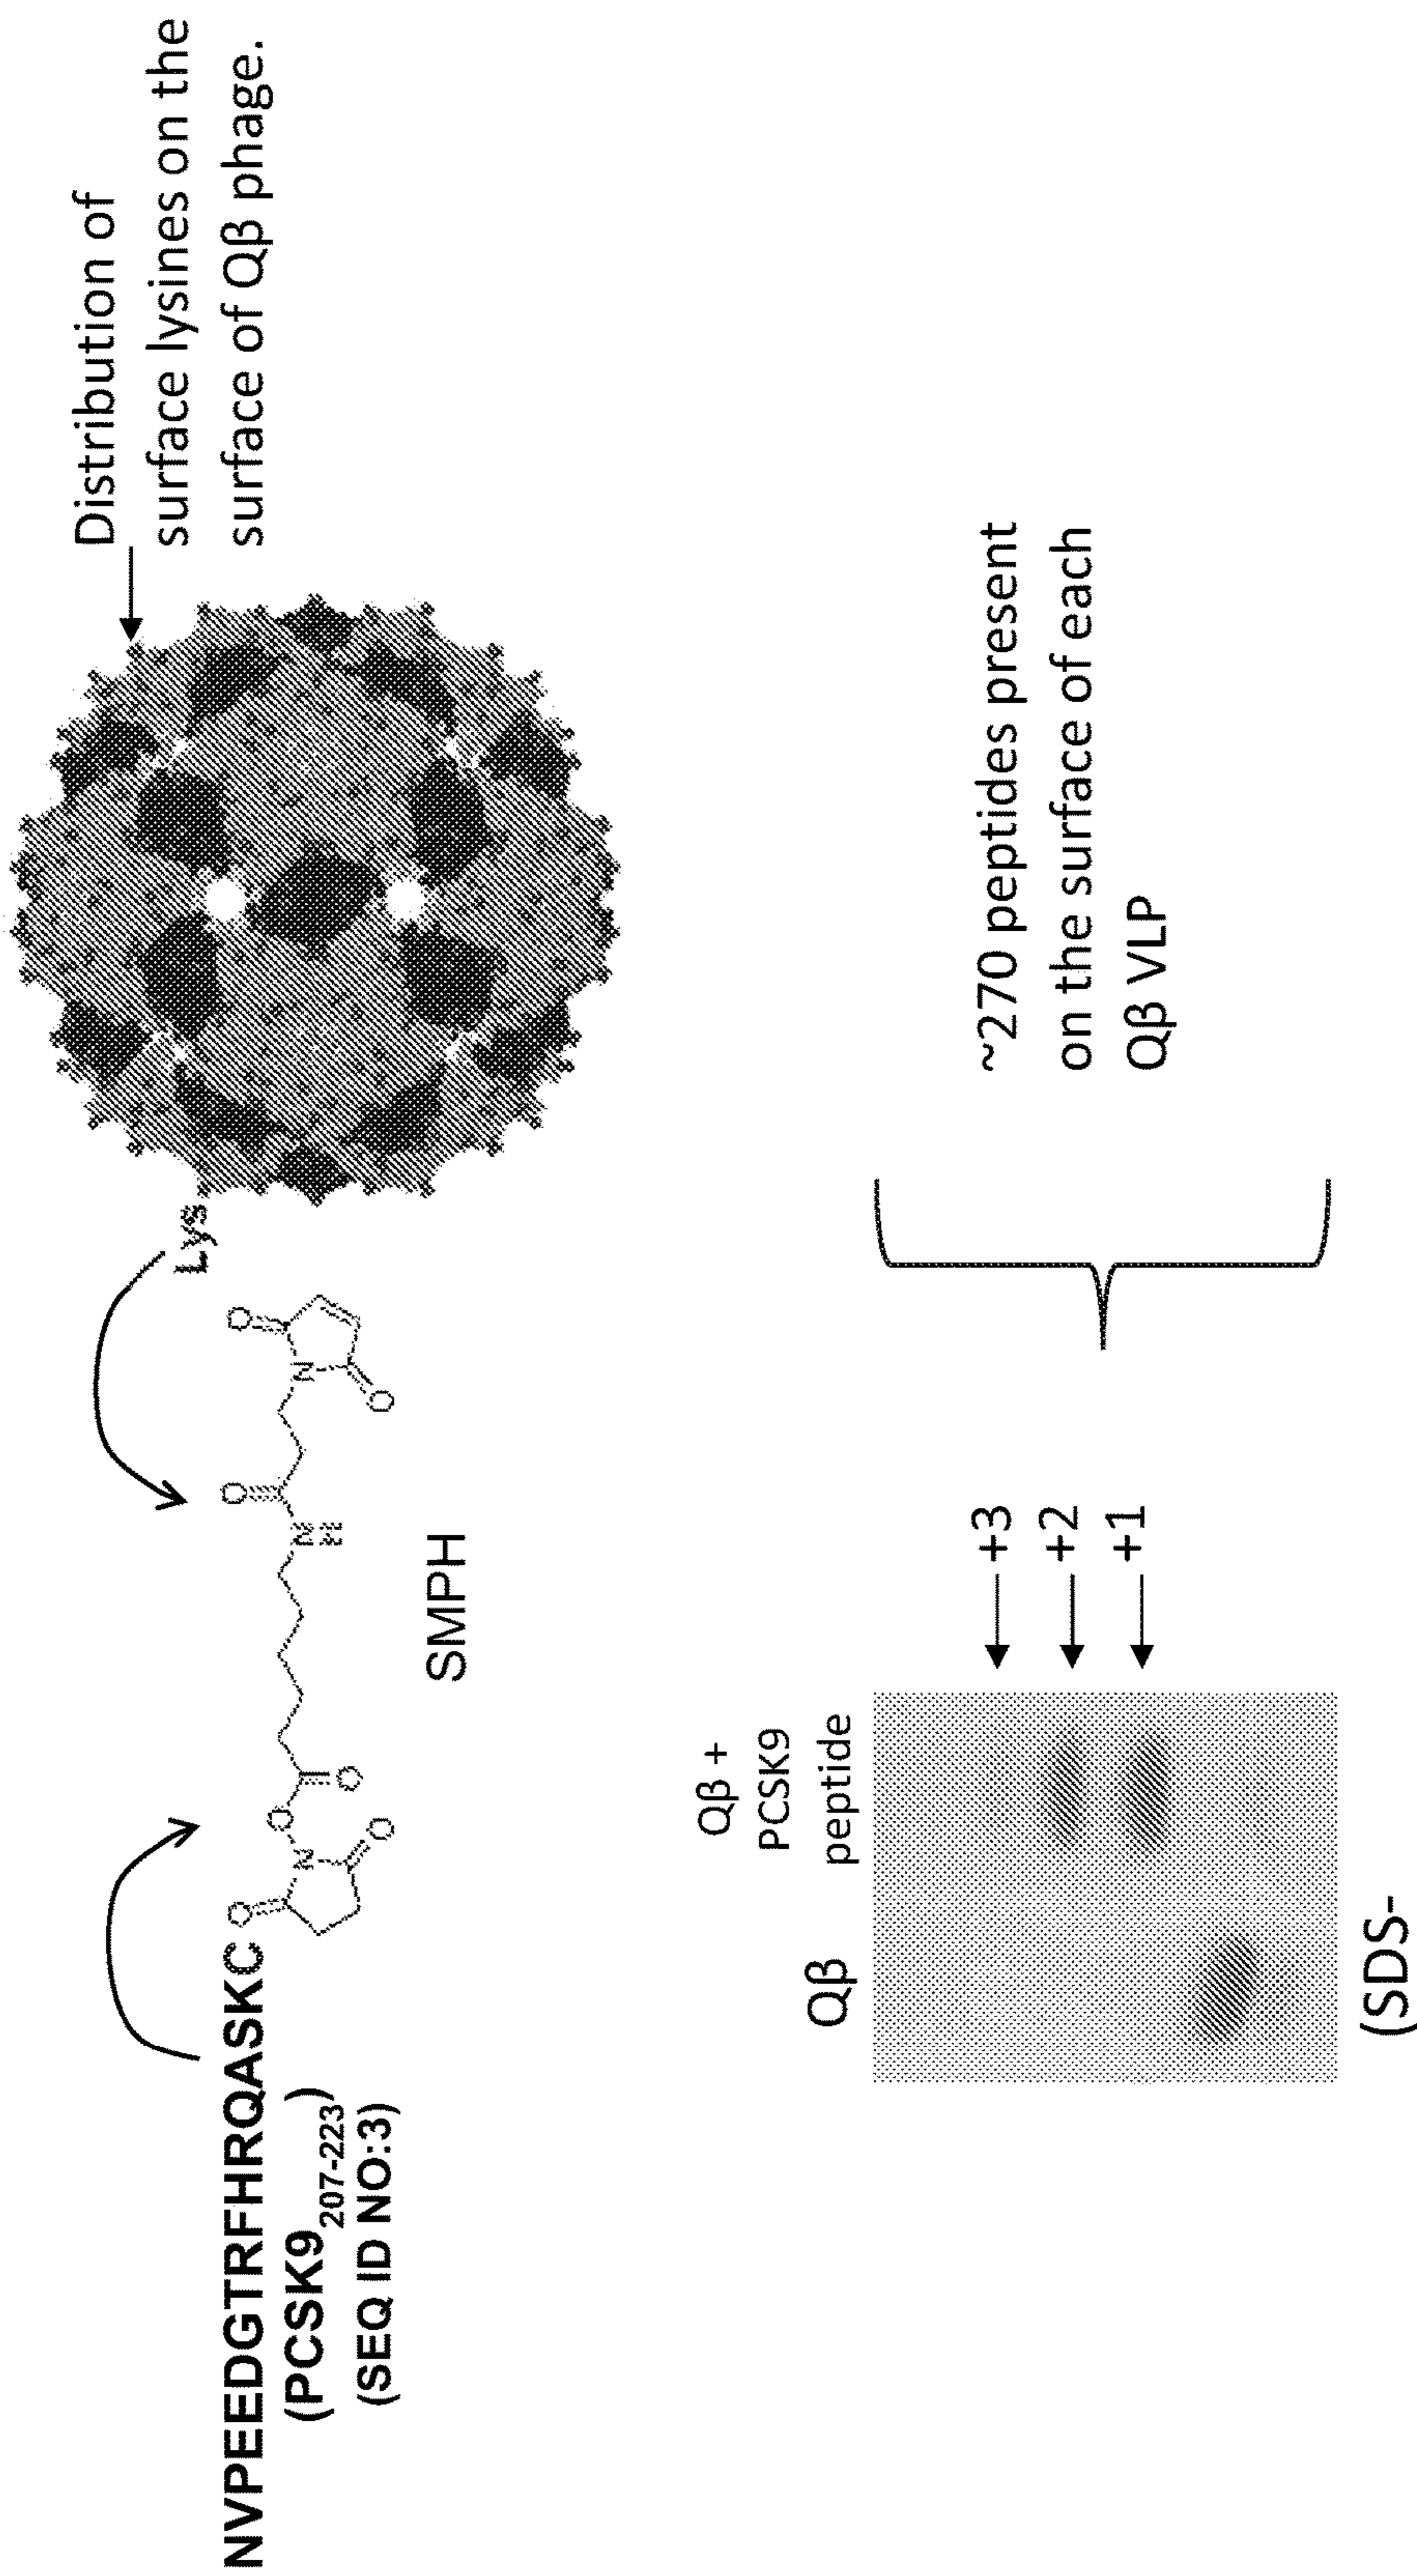 NVPEEDGTRFHRQASKC
(PCSK9207-223)
(SEQ ID NO:3)
O
O
N
O
O
N
H
O
O
N
O
SMPH
Lys
Distribution of
surface lysines on the
surface of Qβ phage.
Qβ
Qβ +
PCSK9
peptide
+3
+2
+1
(SDS-
~270 peptides present
on the surface of each
Qβ VLP